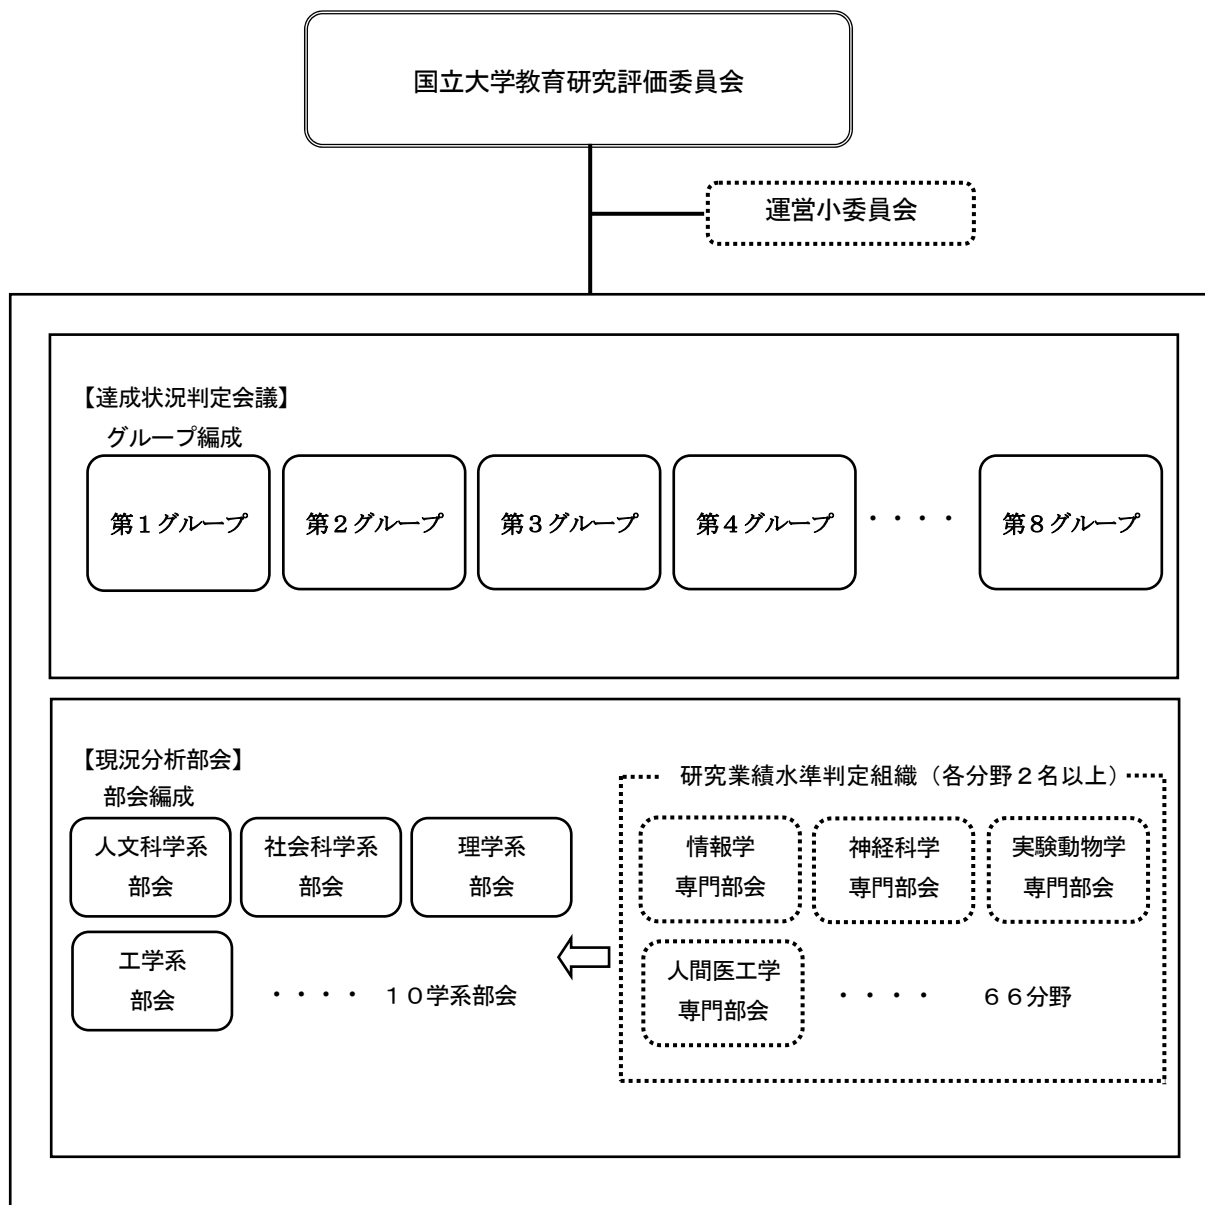 国立大学教育研究評価委員会
運営小委員会
【達成状況判定会議】
グループ編成
第1グループ
第2グループ
第3グループ
第4グループ
・・・・
第8グループ
【現況分析部会】
部会編成
人文科学系
部会
社会科学系
部会
理学系
部会
工学系
部会
・・・・ 10学系部会
研究業績水準判定組織(各分野2名以上)
情報学
専門部会
神経科学
専門部会
実験動物学
専門部会
人間医工学
専門部会
・・・・ 66分野